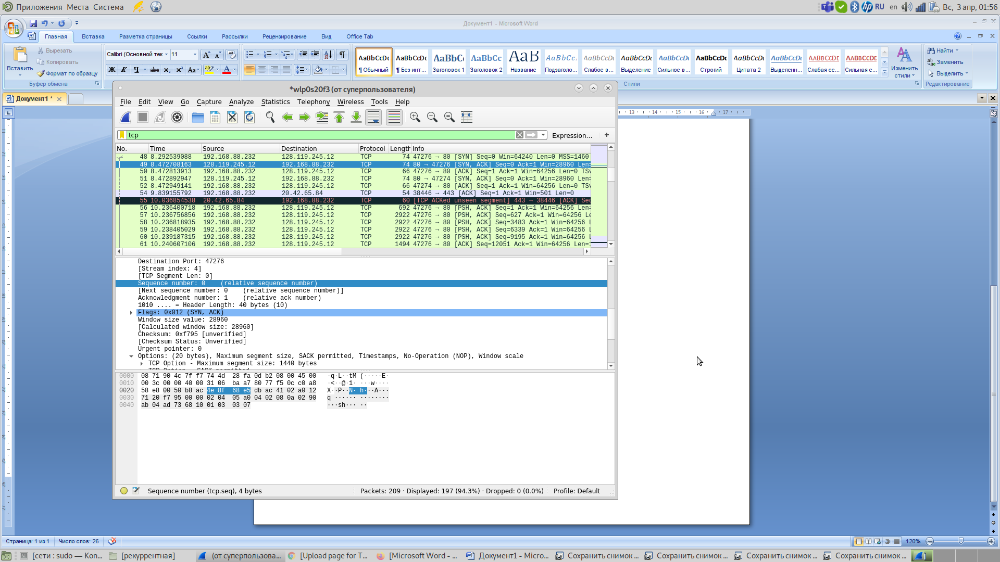 Приложения Места Система
RU en Вс, 3 апр, 01:56
Документ1 - Microsoft Word
Главная Вставка Разметка страницы Ссылки Рассылки Рецензирование Вид Office Tab
Вставить
Вырезать
Копировать
Формат по образцу
Буфер обмена
Calibri (Основной тек 11
Ж К Ч abc x₂ x² Aa
AaBbCcDc AaBbCcDc AaBbC AaBbCc AaB AaBbCc. AaBbCcDc AaBbCcDc AaBbCcDc AaBbCcDc AaBbCcDc AaBbCcDc AABBCCDD AABBCCDD
¶ Обычный ¶ Без инт... Заголовок 1 Заголовок 2 Название Подзаголо... Слабое в... Выделение Сильное в... Строгий Цитата 2 Выделенн... Слабая сс... Сильная с...
Изменить стили
Стили
Найти
Заменить
Выделить
Редактирование
Документ1 *
13 14 15 16 17
*wlp0s20f3 (от суперпользователя)
File Edit View Go Capture Analyze Statistics Telephony Wireless Tools Help
tcp Expression... +
No. Time Source Destination Protocol Length Info
48 8.292539088 192.168.88.232 128.119.245.12 TCP 74 47276 → 80 [SYN] Seq=0 Win=64240 Len=0 MSS=1460
49 8.472708163 128.119.245.12 192.168.88.232 TCP 74 80 → 47276 [SYN, ACK] Seq=0 Ack=1 Win=28960 Len=
50 8.472813913 192.168.88.232 128.119.245.12 TCP 66 47276 → 80 [ACK] Seq=1 Ack=1 Win=64256 Len=0 TSv
51 8.472892947 128.119.245.12 192.168.88.232 TCP 74 80 → 47274 [SYN, ACK] Seq=0 Ack=1 Win=28960 Len=
52 8.472949141 192.168.88.232 128.119.245.12 TCP 66 47274 → 80 [ACK] Seq=1 Ack=1 Win=64256 Len=0 TSv
54 9.839155792 192.168.88.232 20.42.65.84 TCP 54 38446 → 443 [ACK] Seq=1 Ack=1 Win=501 Len=0
55 10.036854538 20.42.65.84 192.168.88.232 TCP 60 [TCP ACKed unseen segment] 443 → 38446 [ACK] Seq
56 10.236400718 192.168.88.232 128.119.245.12 TCP 692 47276 → 80 [PSH, ACK] Seq=1 Ack=1 Win=64256 Len=
57 10.236756856 192.168.88.232 128.119.245.12 TCP 2922 47276 → 80 [PSH, ACK] Seq=627 Ack=1 Win=64256 Le
58 10.236818935 192.168.88.232 128.119.245.12 TCP 2922 47276 → 80 [PSH, ACK] Seq=3483 Ack=1 Win=64256 L
59 10.238405029 192.168.88.232 128.119.245.12 TCP 2922 47276 → 80 [PSH, ACK] Seq=6339 Ack=1 Win=64256 L
60 10.239187315 192.168.88.232 128.119.245.12 TCP 2922 47276 → 80 [PSH, ACK] Seq=9195 Ack=1 Win=64256 L
61 10.240607106 192.168.88.232 128.119.245.12 TCP 1494 47276 → 80 [ACK] Seq=12051 Ack=1 Win=64256 Len=1
Destination Port: 47276
[Stream index: 4]
[TCP Segment Len: 0]
Sequence number: 0 (relative sequence number)
[Next sequence number: 0 (relative sequence number)]
Acknowledgment number: 1 (relative ack number)
1010 .... = Header Length: 40 bytes (10)
Flags: 0x012 (SYN, ACK)
Window size value: 28960
[Calculated window size: 28960]
Checksum: 0xf795 [unverified]
[Checksum Status: Unverified]
Urgent pointer: 0
Options: (20 bytes), Maximum segment size, SACK permitted, Timestamps, No-Operation (NOP), Window scale
TCP Option - Maximum segment size: 1440 bytes
0000 08 71 90 4c 7f f7 74 4d 28 fa 0d b2 08 00 45 00 ·q·L··tM (·····E·
0010 00 3c 00 00 40 00 31 06 ba a7 80 77 f5 0c c0 a8 ·<··@·1· ···w····
0020 58 e8 00 50 b8 ac 4e 8f 68 e5 db ac 41 02 a0 12 X··P··N· h···A···
0030 71 20 f7 95 00 00 02 04 05 a0 04 02 08 0a 02 90 q ······ ········
0040 ab 04 ad 73 68 10 01 03 03 07 ···sh··· ··
Sequence number (tcp.seq), 4 bytes Packets: 209 · Displayed: 197 (94.3%) · Dropped: 0 (0.0%) Profile: Default
Страница: 1 из 1 Число слов: 26 120%
[сети : sudo — Kon... [рекуррентная] (от суперпользова... [Upload page for T... [Microsoft Word - ... Документ1 - Micro... Сохранить снимок ... Сохранить снимок ... Сохранить снимок ... Сохранить снимок ...